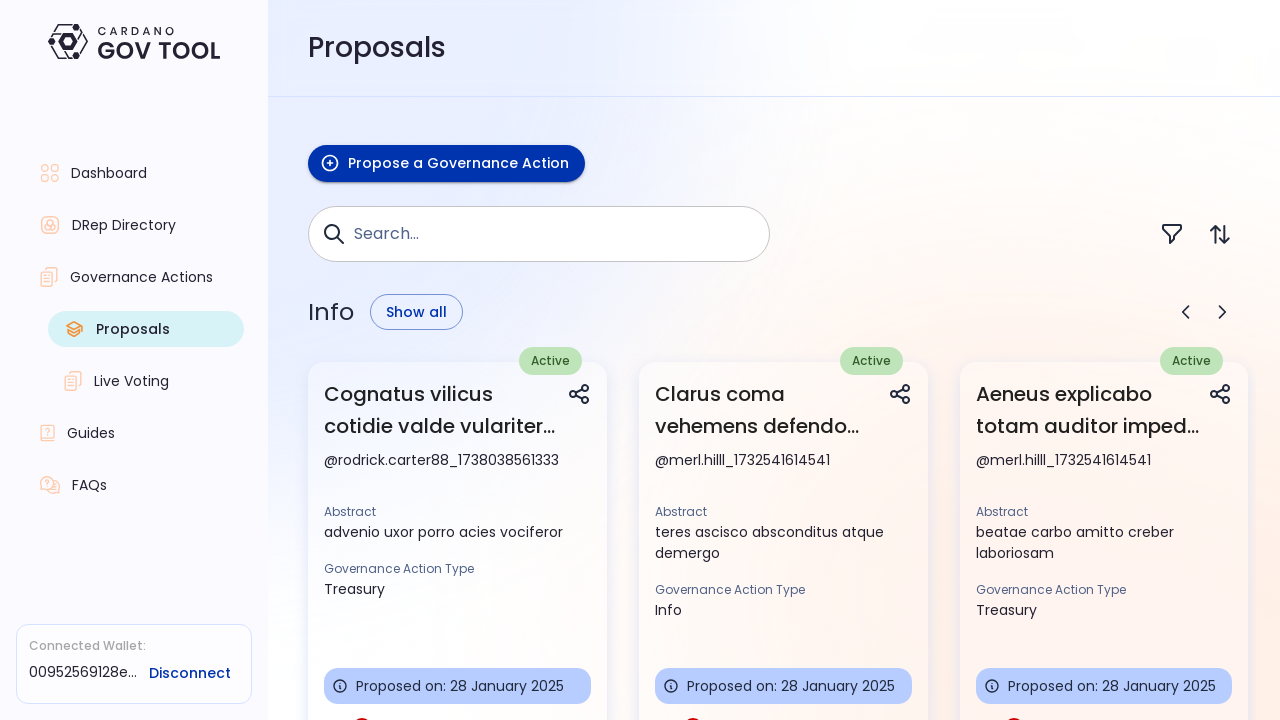 CARDANO
GOV TOOL
Dashboard
DRep Directory
Governance Actions
Proposals
Live Voting
Guides
FAQs
Connected Wallet:
00952569128e...
Disconnect
Proposals
Propose a Governance Action
Search...
Info
Show all
Active
Cognatus vilicus
cotidie valde vulariter...
@rodrick.carter88_1738038561333
Abstract
advenio uxor porro acies vociferor
Governance Action Type
Treasury
Proposed on: 28 January 2025
Active
Clarus coma
vehemens defendo...
@merl.hilll_1732541614541
Abstract
teres ascisco absconditus atque
demergo
Governance Action Type
Info
Proposed on: 28 January 2025
Active
Aeneus explicabo
totam auditor imped...
@merl.hilll_1732541614541
Abstract
beatae carbo amitto creber
laboriosam
Governance Action Type
Treasury
Proposed on: 28 January 2025